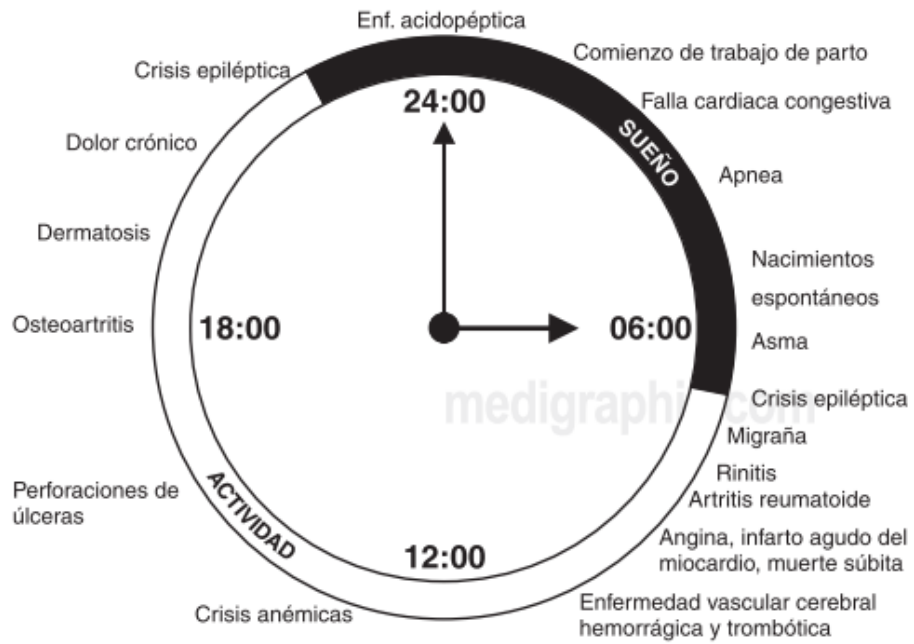 Enf. acidopéptica
Comienzo de trabajo de parto
Crisis epiléptica
24:00
Falla cardiaca congestiva
SUEÑO
Dolor crónico
Apnea
Dermatosis
Nacimientos
espontáneos
Osteoartritis
18:00
06:00
Asma
medigraphic.com
Crisis epiléptica
Migraña
Rinitis
Artritis reumatoide
Perforaciones de
úlceras
ACTIVIDAD
Angina, infarto agudo del
miocardio, muerte súbita
12:00
Crisis anémicas
Enfermedad vascular cerebral
hemorrágica y trombótica